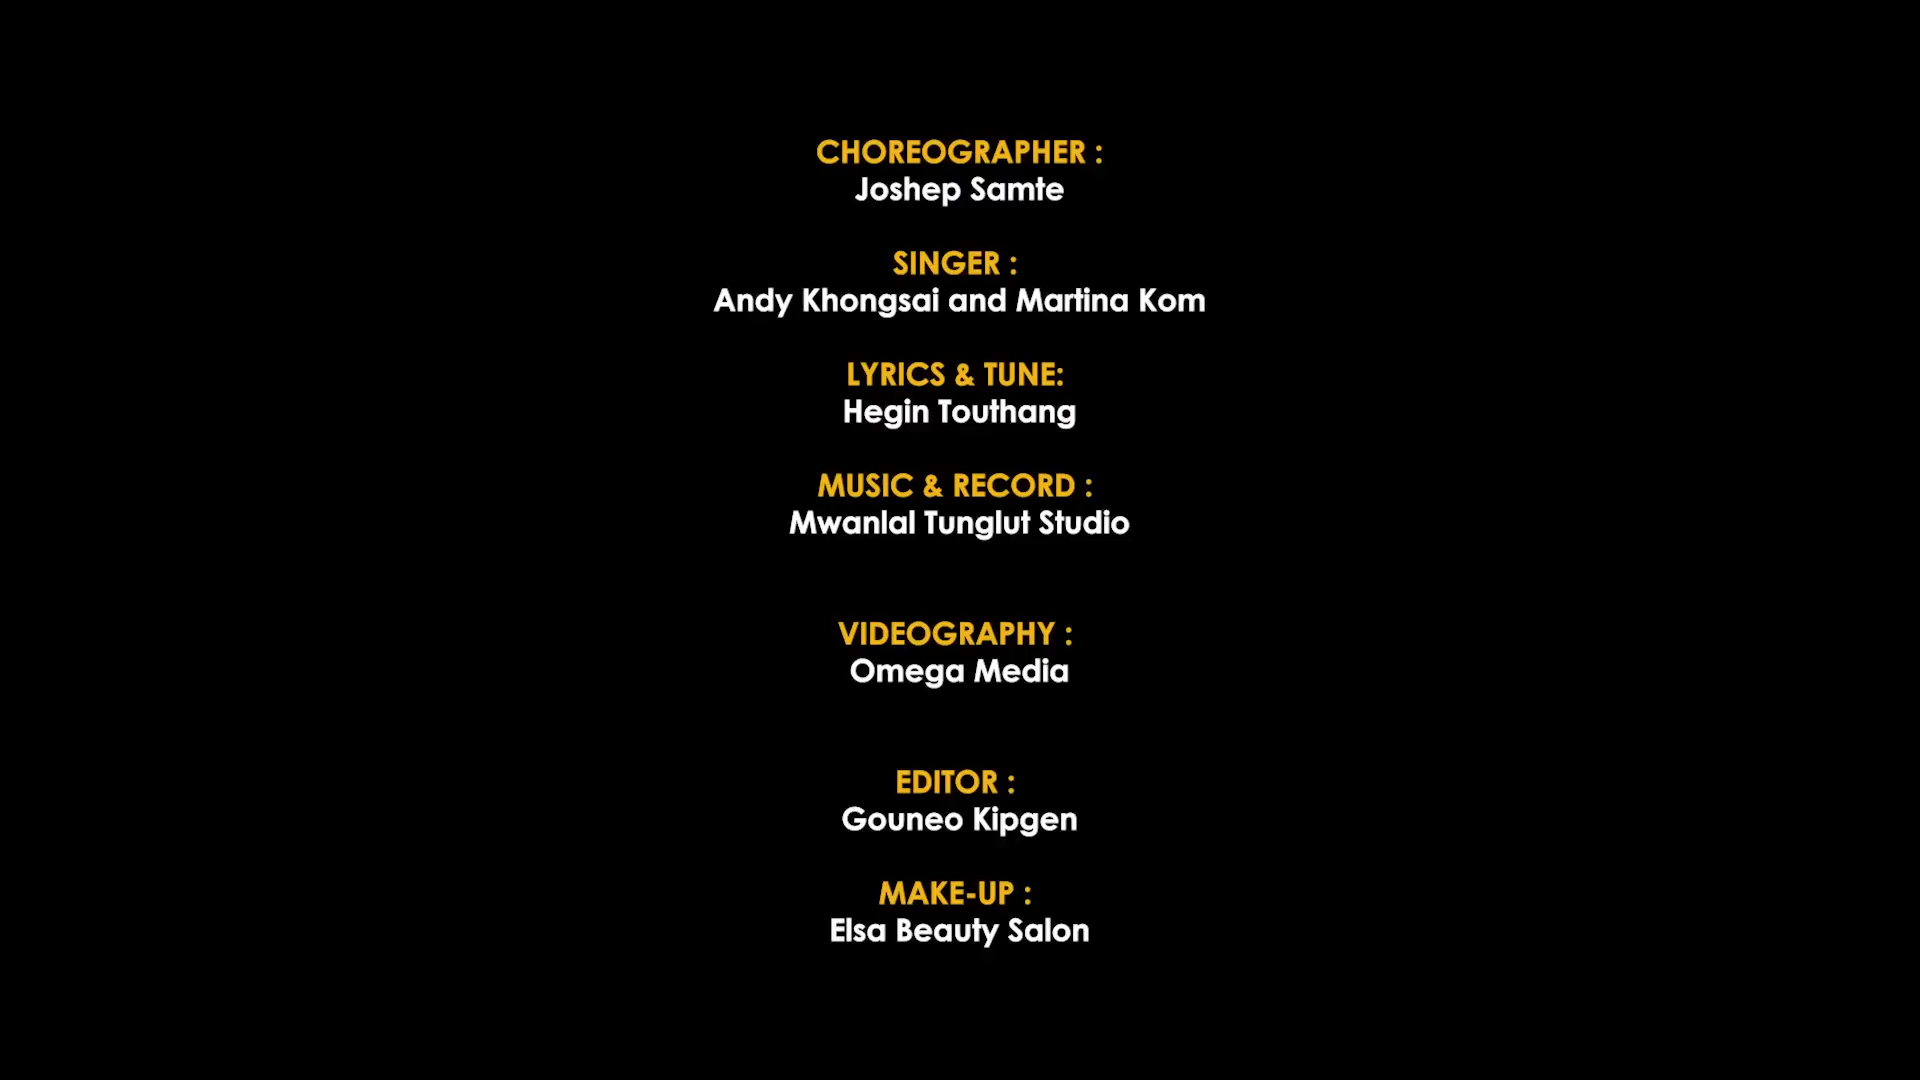 CHOREOGRAPHER :
Joshep Samte
SINGER :
Andy Khongsai and Martina Kom
LYRICS & TUNE:
Hegin Touthang
MUSIC & RECORD :
Mwanlal Tunglut Studio
VIDEOGRAPHY :
Omega Media
EDITOR :
Gouneo Kipgen
MAKE-UP :
Elsa Beauty Salon